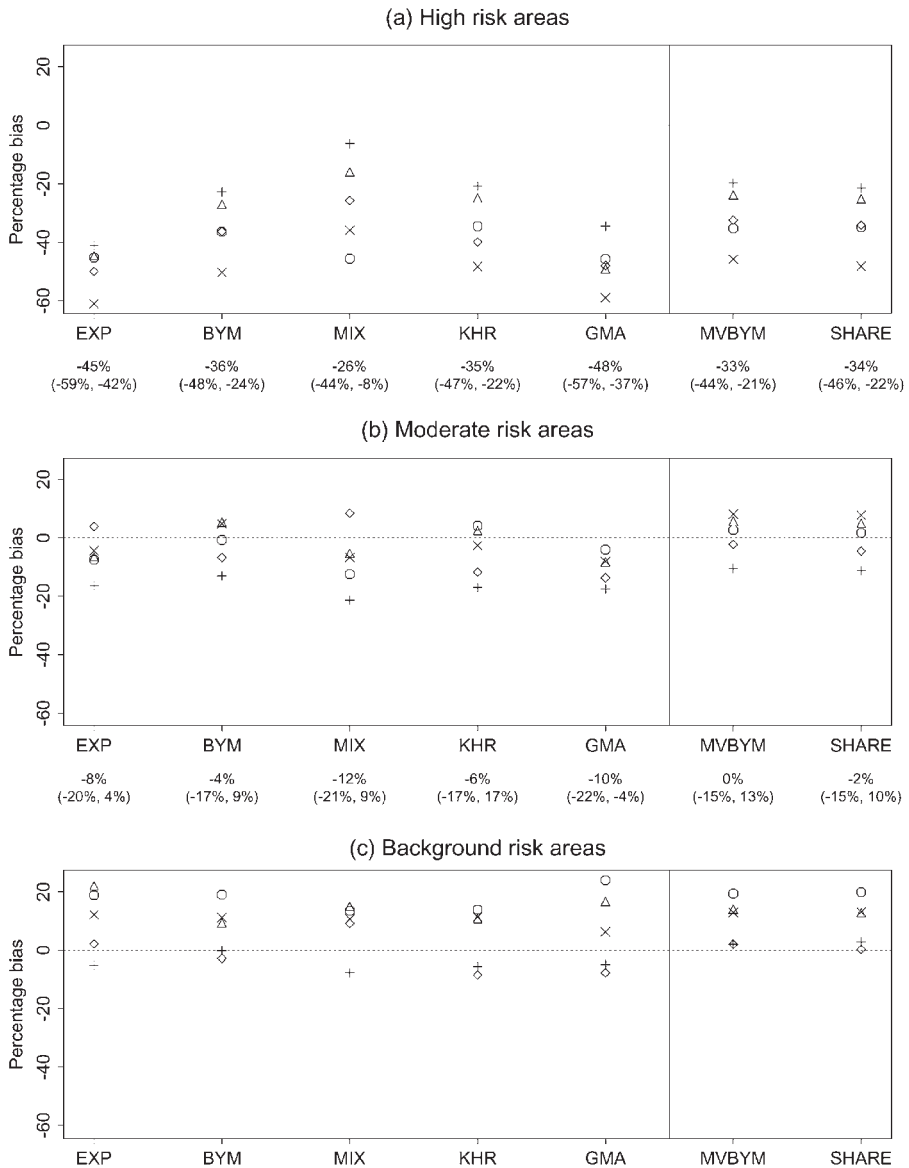 (a) High risk areas
Percentage bias
20
0
-20
-40
-60
EXP BYM MIX KHR GMA MVBYM SHARE
-45% -36% -26% -35% -48% -33% -34%
(-59%, -42%) (-48%, -24%) (-44%, -8%) (-47%, -22%) (-57%, -37%) (-44%, -21%) (-46%, -22%)
(b) Moderate risk areas
Percentage bias
20
0
-20
-40
-60
EXP BYM MIX KHR GMA MVBYM SHARE
-8% -4% -12% -6% -10% 0% -2%
(-20%, 4%) (-17%, 9%) (-21%, 9%) (-17%, 17%) (-22%, -4%) (-15%, 13%) (-15%, 10%)
(c) Background risk areas
Percentage bias
20
0
-20
-40
-60
EXP BYM MIX KHR GMA MVBYM SHARE